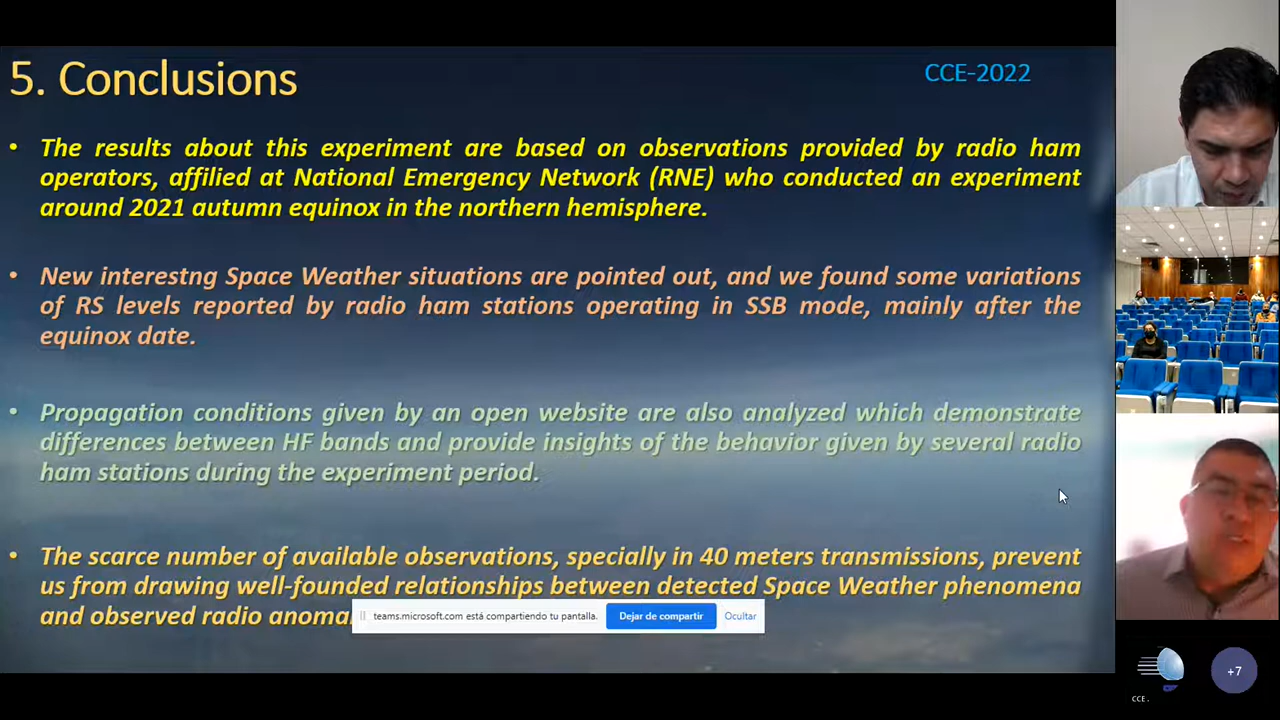 5. Conclusions
CCE-2022
• The results about this experiment are based on observations provided by radio ham
operators, affilied at National Emergency Network (RNE) who conducted an experiment
around 2021 autumn equinox in the northern hemisphere.
• New interestng Space Weather situations are pointed out, and we found some variations
of RS levels reported by radio ham stations operating in SSB mode, mainly after the
equinox date.
• Propagation conditions given by an open website are also analyzed which demonstrate
differences between HF bands and provide insights of the behavior given by several radio
ham stations during the experiment period.
• The scarce number of available observations, specially in 40 meters transmissions, prevent
us from drawing well-founded relationships between detected Space Weather phenomena
and observed radio anoma
teams.microsoft.com está compartiendo tu pantalla. Dejar de compartir Ocultar
CCE.
+7